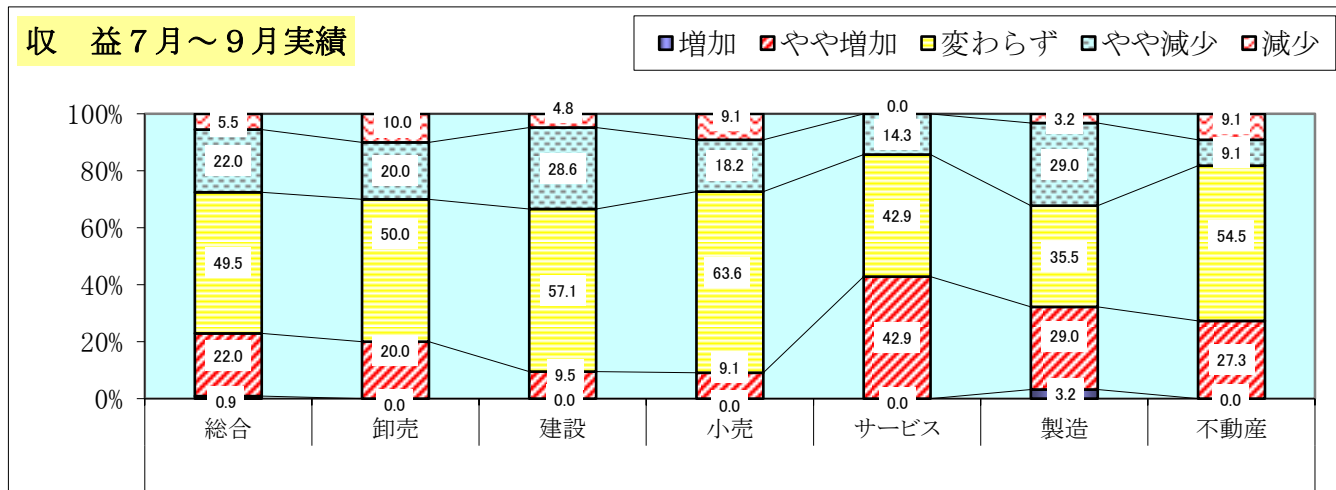 収　益７月～９月実績
増加 やや増加 変わらず やや減少 減少
100%
80%
60%
40%
20%
0%
5.5 10.0 4.8 9.1 0.0 3.2 9.1
22.0 20.0 28.6 18.2 14.3 29.0 9.1
49.5 50.0 57.1 63.6 42.9 35.5 54.5
22.0 20.0 9.5 9.1 42.9 29.0 27.3
0.9 0.0 0.0 0.0 0.0 3.2 0.0
総合 卸売 建設 小売 サービス 製造 不動産